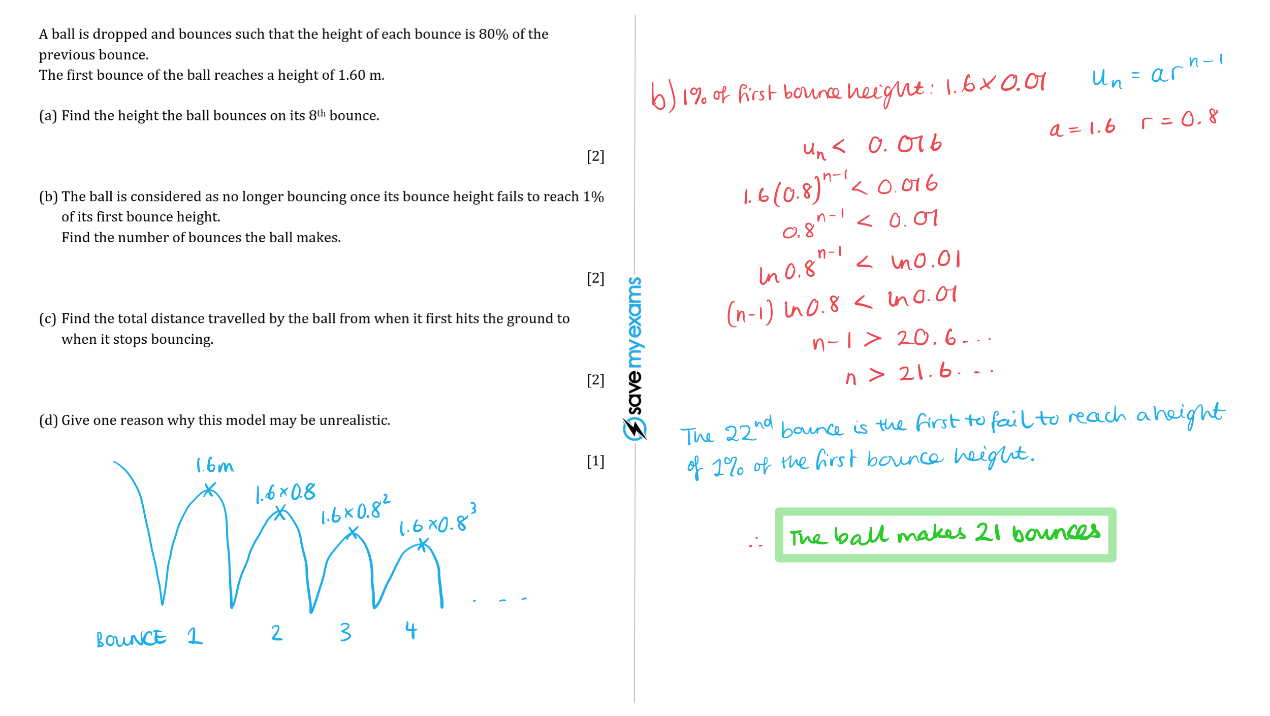 A ball is dropped and bounces such that the height of each bounce is 80% of the
previous bounce.
The first bounce of the ball reaches a height of 1.60 m.
(a) Find the height the ball bounces on its 8th bounce.
[2]
(b) The ball is considered as no longer bouncing once its bounce height fails to reach 1%
of its first bounce height.
Find the number of bounces the ball makes.
[2]
(c) Find the total distance travelled by the ball from when it first hits the ground to
when it stops bouncing.
[2]
(d) Give one reason why this model may be unrealistic.
[1]
1.6m
1.6×0.8
1.6×0.8²
1.6×0.8³
. - -
BOUNCE 1 2 3 4
save my exams
b) 1% of first bounce height: 1.6×0.01
uₙ = arⁿ⁻¹
a = 1.6 r = 0.8
uₙ < 0.016
1.6(0.8)ⁿ⁻¹ < 0.016
0.8ⁿ⁻¹ < 0.01
ln 0.8ⁿ⁻¹ < ln 0.01
(n-1) ln 0.8 < ln 0.01
n-1 > 20.6...
n > 21.6...
The 22nd bounce is the first to fail to reach a height
of 1% of the first bounce height.
∴ The ball makes 21 bounces